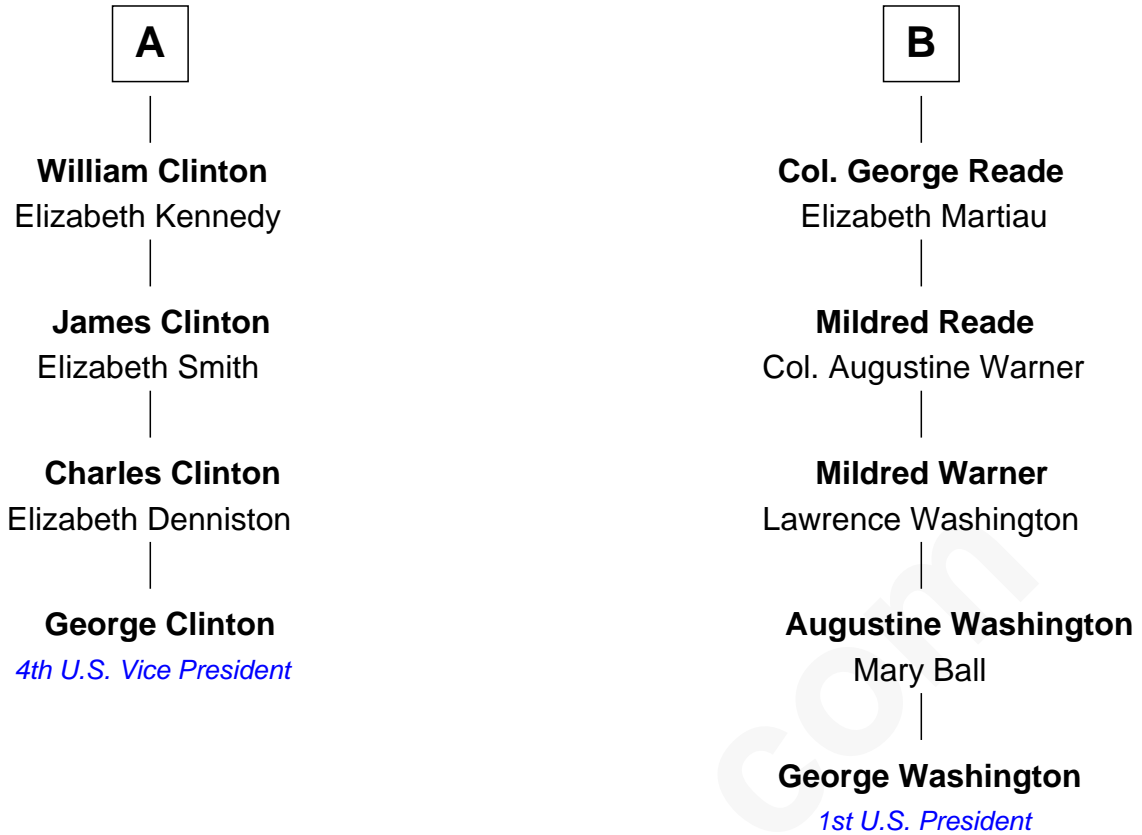 A
William Clinton
Elizabeth Kennedy
James Clinton
Elizabeth Smith
Charles Clinton
Elizabeth Denniston
George Clinton
4th U.S. Vice President
B
Col. George Reade
Elizabeth Martiau
Mildred Reade
Col. Augustine Warner
Mildred Warner
Lawrence Washington
Augustine Washington
Mary Ball
George Washington
1st U.S. President
com